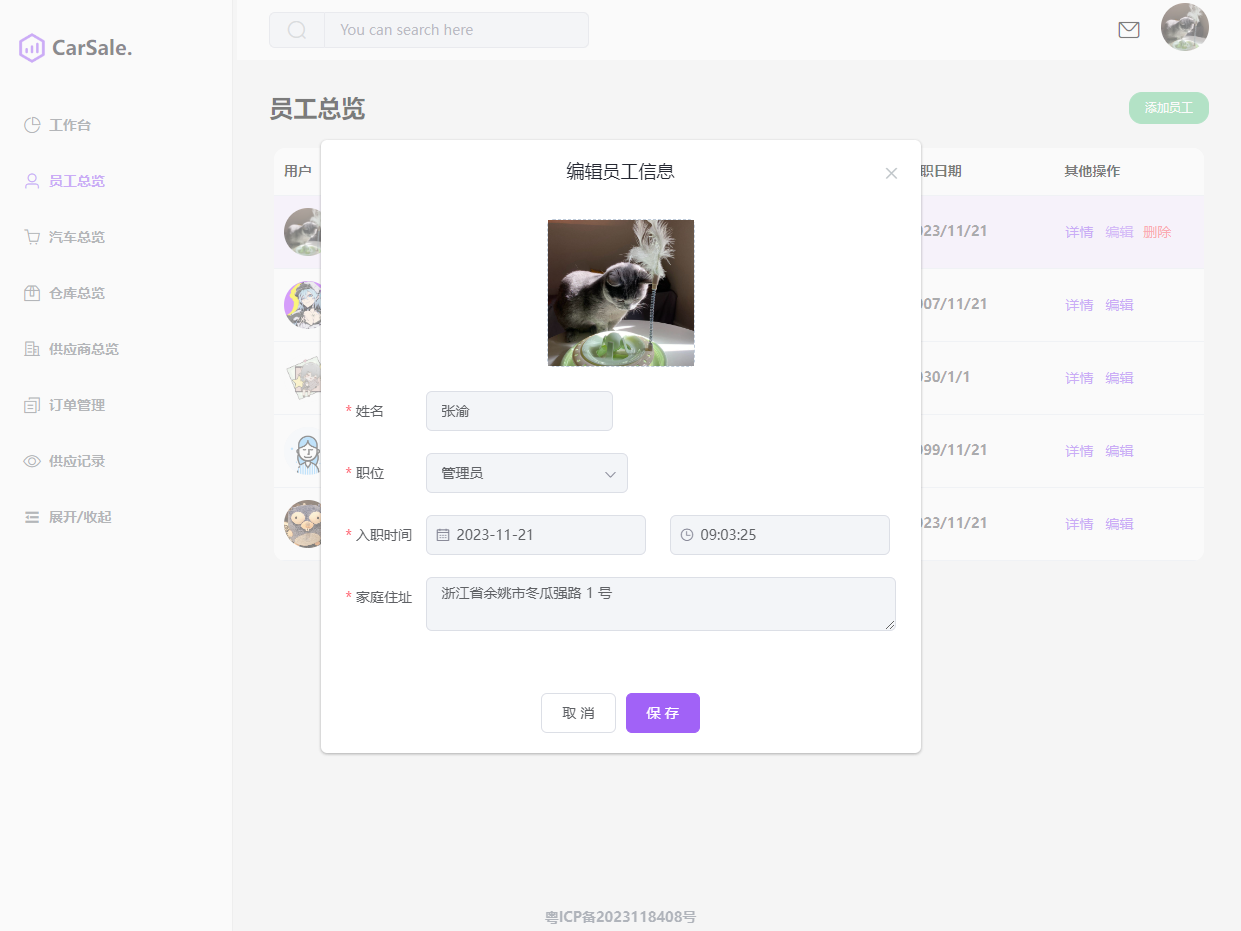 CarSale.
You can search here
工作台
员工总览
汽车总览
仓库总览
供应商总览
订单管理
供应记录
展开/收起
员工总览
添加员工
用户
职日期
其他操作
23/11/21
详情 编辑 删除
07/11/21
详情 编辑
30/1/1
详情 编辑
99/11/21
详情 编辑
23/11/21
详情 编辑
编辑员工信息
* 姓名
张渝
* 职位
管理员
* 入职时间
2023-11-21
09:03:25
* 家庭住址
浙江省余姚市冬瓜强路 1 号
取 消
保 存
粤ICP备2023118408号